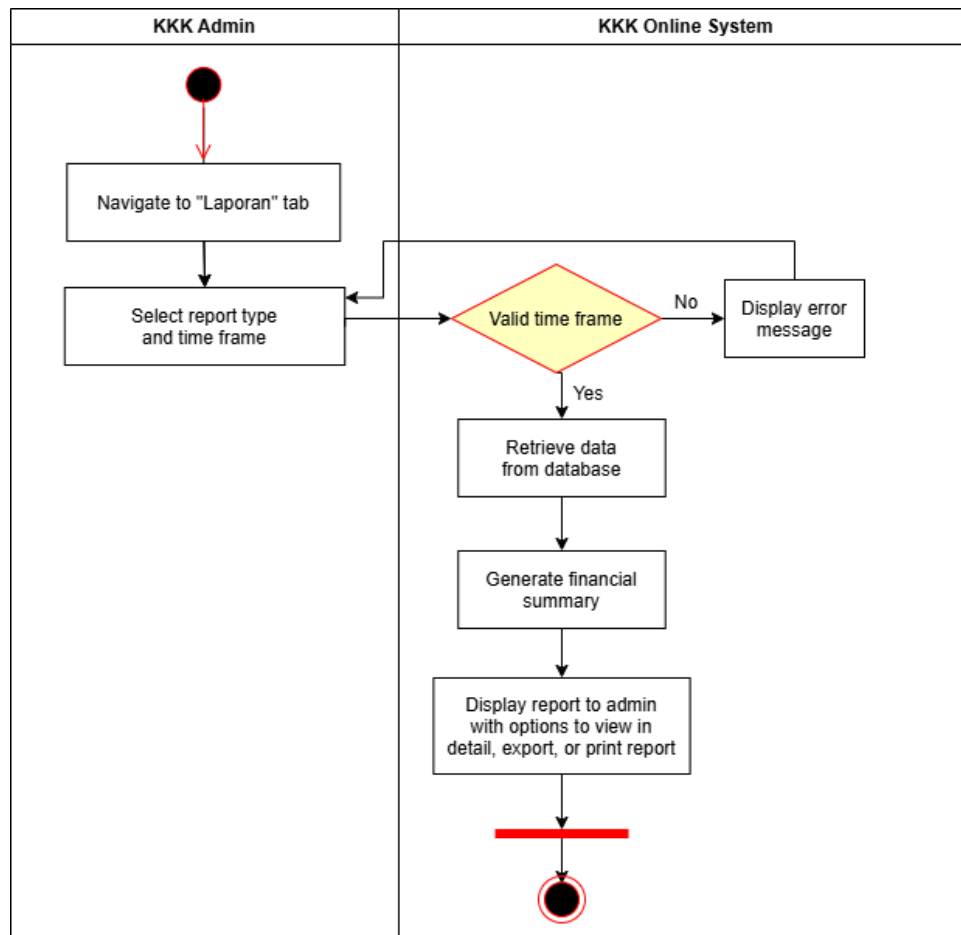 KKK Admin
KKK Online System
Navigate to "Laporan" tab
Select report type
and time frame
Valid time frame
No
Display error
message
Yes
Retrieve data
from database
Generate financial
summary
Display report to admin
with options to view in
detail, export, or print report